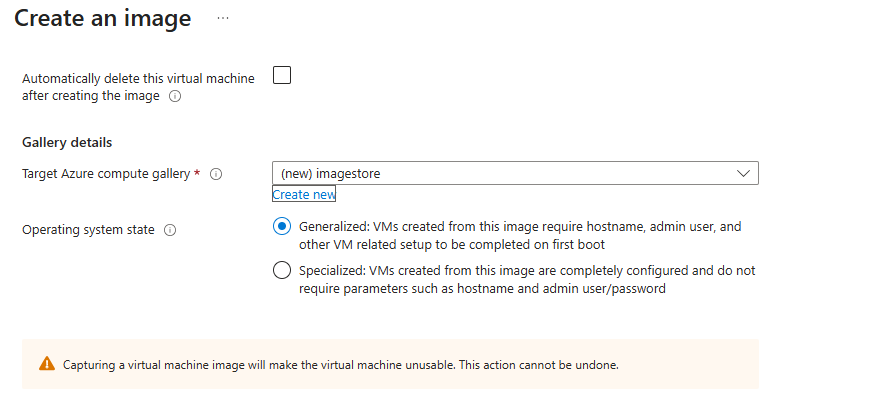 Create an image ...
Automatically delete this virtual machine
after creating the image
Gallery details
Target Azure compute gallery *
(new) imagestore
Create new
Operating system state
Generalized: VMs created from this image require hostname, admin user, and
other VM related setup to be completed on first boot
Specialized: VMs created from this image are completely configured and do not
require parameters such as hostname and admin user/password
Capturing a virtual machine image will make the virtual machine unusable. This action cannot be undone.